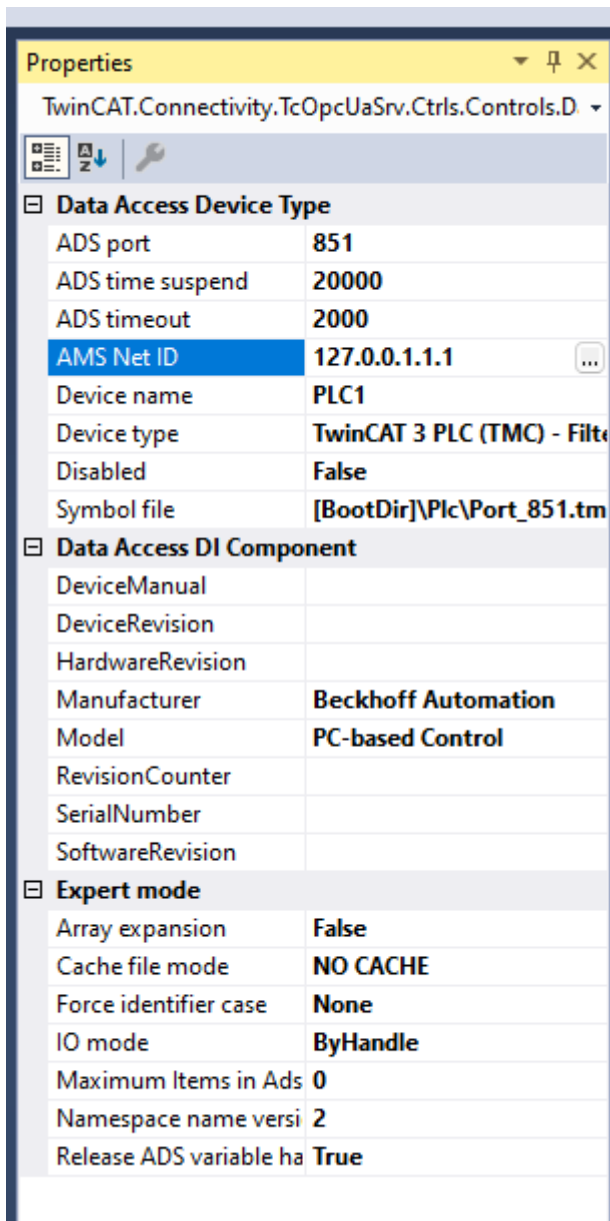 Properties
TwinCAT.Connectivity.TcOpcUaSrv.Ctrls.Controls.D
Data Access Device Type
ADS port 851
ADS time suspend 20000
ADS timeout 2000
AMS Net ID 127.0.0.1.1.1 ...
Device name PLC1
Device type TwinCAT 3 PLC (TMC) - Filte
Disabled False
Symbol file [BootDir]\Plc\Port_851.tm
Data Access DI Component
DeviceManual
DeviceRevision
HardwareRevision
Manufacturer Beckhoff Automation
Model PC-based Control
RevisionCounter
SerialNumber
SoftwareRevision
Expert mode
Array expansion False
Cache file mode NO CACHE
Force identifier case None
IO mode ByHandle
Maximum Items in Ads 0
Namespace name versi 2
Release ADS variable ha True